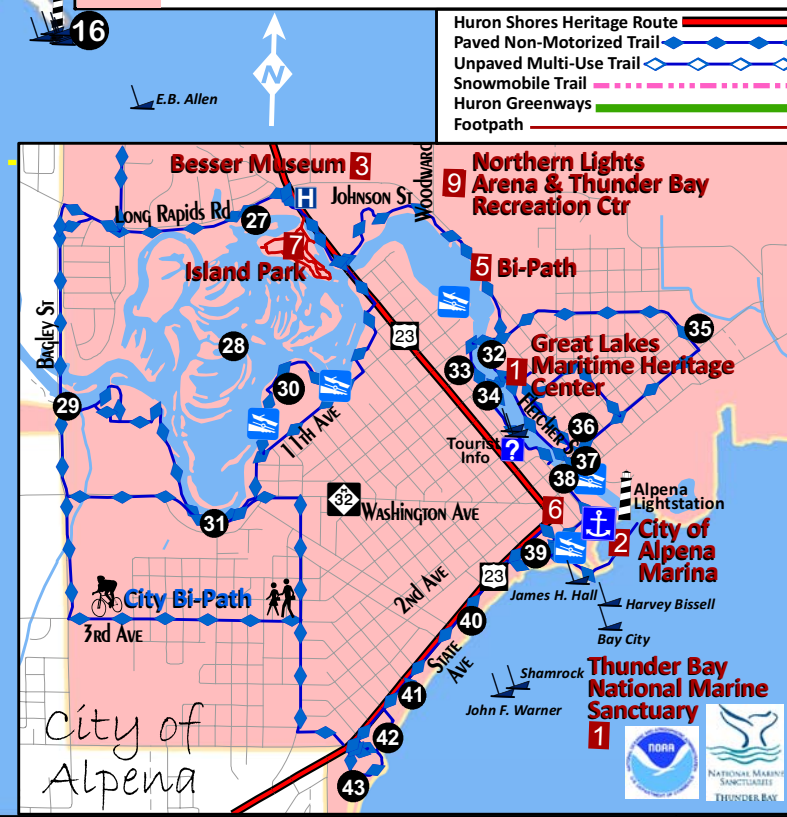 16
E.B. Allen
N
Huron Shores Heritage Route
Paved Non-Motorized Trail
Unpaved Multi-Use Trail
Snowmobile Trail
Huron Greenways
Footpath
Besser Museum 3
H
Johnson St
Woodward
9 Northern Lights
Arena & Thunder Bay
Recreation Ctr
Long Rapids Rd
27
7
Island Park
5 Bi-Path
Bagley St
23
35
28
32
33
1 Great Lakes
Maritime Heritage
Center
30
34
29
11th Ave
Fletcher S
36
Tourist
Info
?
37
38
32
Washington Ave
31
6
Alpena
Lightstation
2 City of
Alpena
Marina
39
23
2nd Ave
James H. Hall
Harvey Bissell
Bay City
City Bi-Path
3rd Ave
40
State
Ave
Shamrock
John F. Warner
Thunder Bay
National Marine
Sanctuary
1
41
42
43
City of
Alpena
NOAA
National Marine
Sanctuaries
Thunder Bay